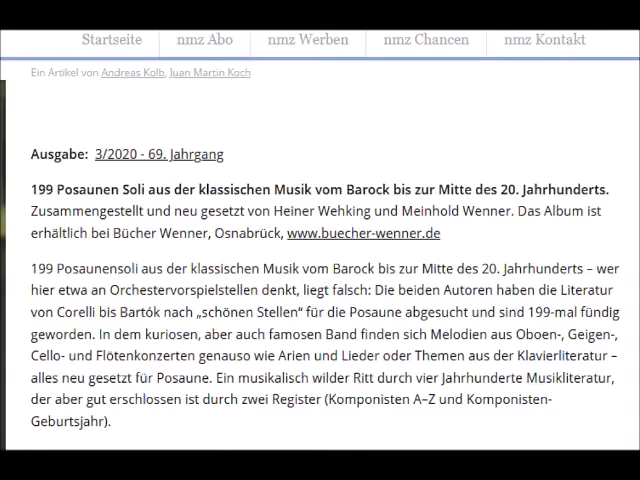 Startseite nmz Abo nmz Werben nmz Chancen nmz Kontakt
Ein Artikel von Andreas Kolb, Juan Martin Koch
Ausgabe: 3/2020 - 69. Jahrgang
199 Posaunen Soli aus der klassischen Musik vom Barock bis zur Mitte des 20. Jahrhunderts.
Zusammengestellt und neu gesetzt von Heiner Wehking und Meinhold Wenner. Das Album ist
erhältlich bei Bücher Wenner, Osnabrück, www.buecher-wenner.de
199 Posaunensoli aus der klassischen Musik vom Barock bis zur Mitte des 20. Jahrhunderts – wer
hier etwa an Orchestervorspielstellen denkt, liegt falsch: Die beiden Autoren haben die Literatur
von Corelli bis Bartók nach „schönen Stellen“ für die Posaune abgesucht und sind 199-mal fündig
geworden. In dem kuriosen, aber auch famosen Band finden sich Melodien aus Oboen-, Geigen-,
Cello- und Flötenkonzerten genauso wie Arien und Lieder oder Themen aus der Klavierliteratur –
alles neu gesetzt für Posaune. Ein musikalisch wilder Ritt durch vier Jahrhunderte Musikliteratur,
der aber gut erschlossen ist durch zwei Register (Komponisten A–Z und Komponisten-
Geburtsjahr).